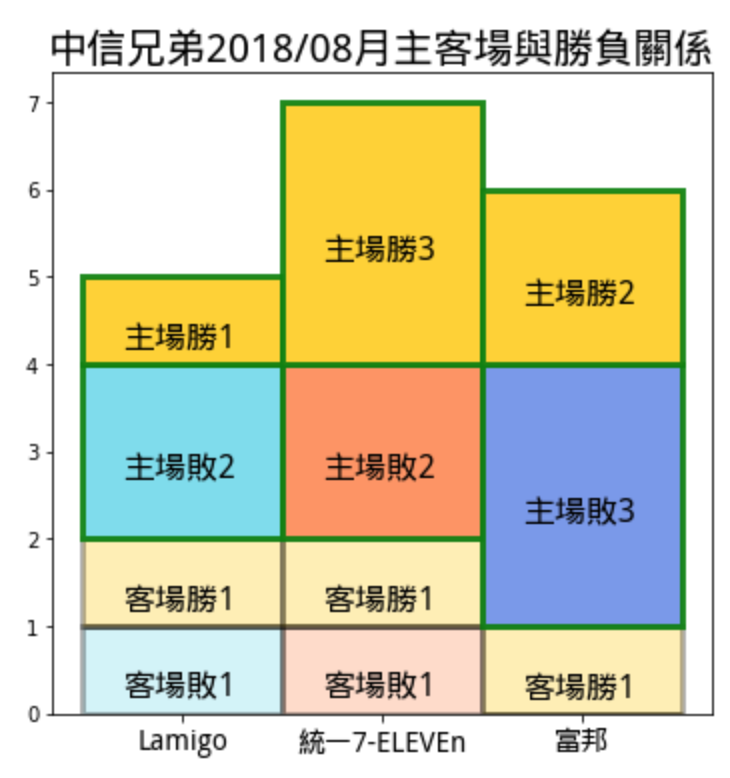 中信兄弟2018/08月主客場與勝負關係
7
6
5
4
3
2
1
0
主場勝3
主場勝2
主場勝1
主場敗2
主場敗2
主場敗3
客場勝1
客場勝1
客場敗1
客場敗1
客場勝1
Lamigo
統一7-ELEVEn
富邦